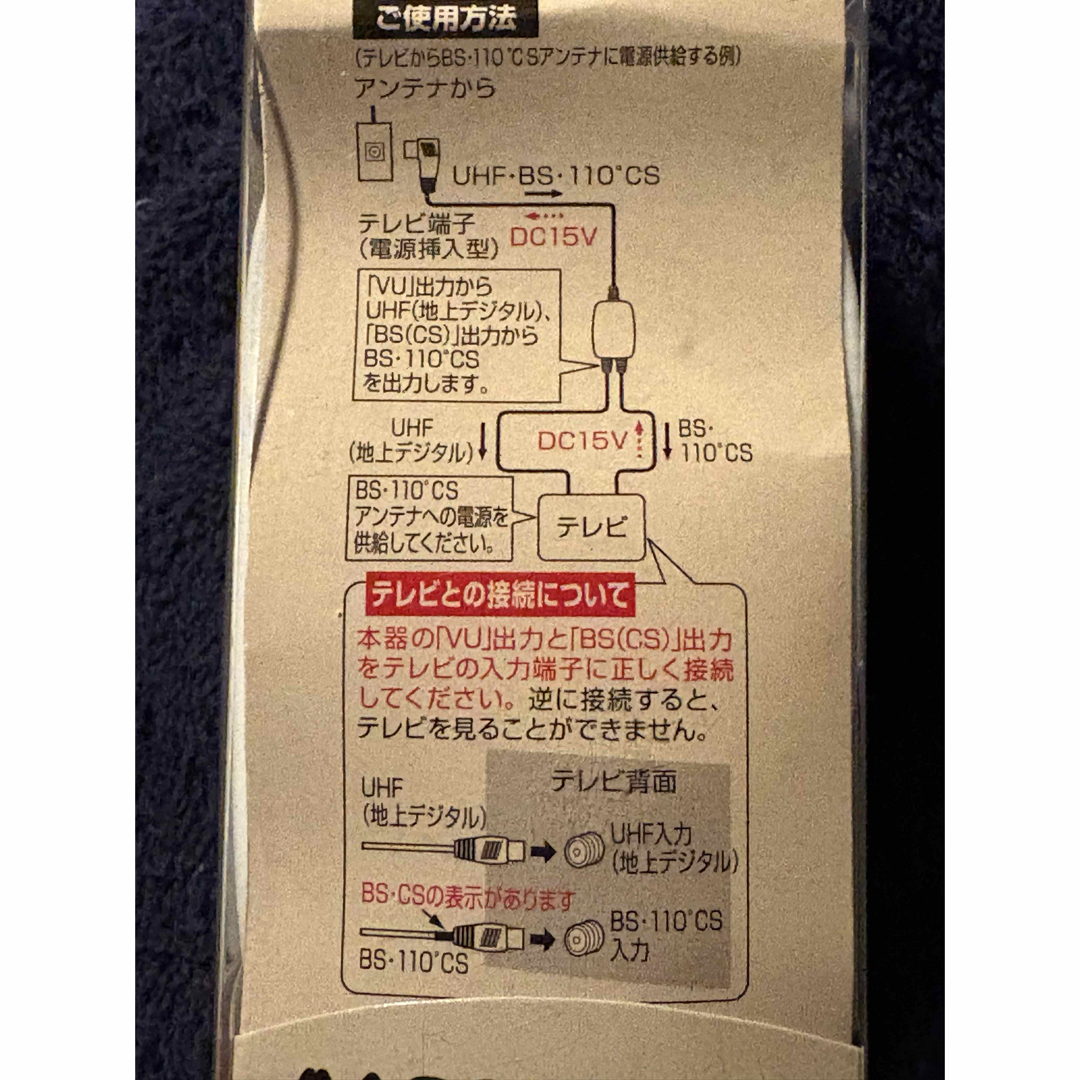 ご使用方法
(テレビからBS・110˚CSアンテナに電源供給する例)
アンテナから
UHF・BS・110˚CS
DC15V
テレビ端子
(電源挿入型)
「VU」出力から
UHF(地上デジタル)、
「BS(CS)」出力から
BS・110˚CS
を出力します。
UHF
(地上デジタル)
DC15V
BS・
110˚CS
BS・110˚CS
アンテナへの電源を
供給してください。
テレビ
テレビとの接続について
本器の「VU」出力と「BS(CS)」出力
をテレビの入力端子に正しく接続
してください。逆に接続すると、
テレビを見ることができません。
テレビ背面
UHF
(地上デジタル)
UHF入力
(地上デジタル)
BS・CSの表示があります
BS・110˚CS
BS・110˚CS
入力